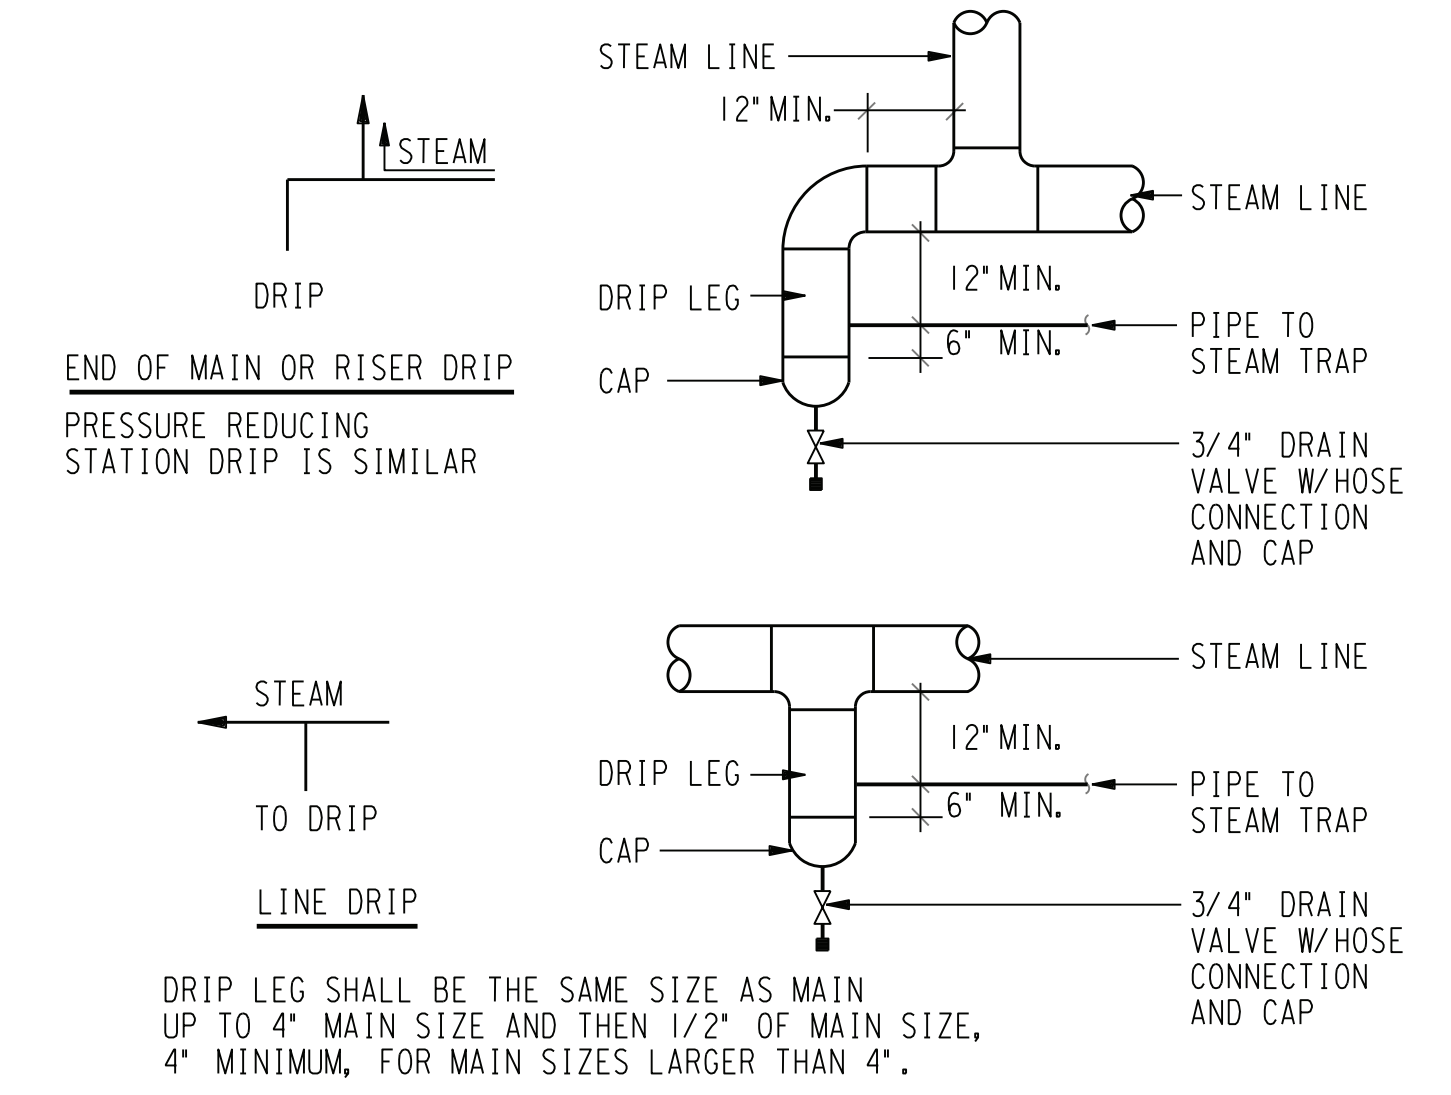 STEAM LINE
12" MIN.
STEAM
STEAM LINE
DRIP
12" MIN.
DRIP LEG
PIPE TO
STEAM TRAP
6" MIN.
END OF MAIN OR RISER DRIP
CAP
PRESSURE REDUCING
STATION DRIP IS SIMILAR
3/4" DRAIN
VALVE W/HOSE
CONNECTION
AND CAP
STEAM LINE
STEAM
12" MIN.
DRIP LEG
PIPE TO
STEAM TRAP
6" MIN.
TO DRIP
CAP
LINE DRIP
3/4" DRAIN
VALVE W/HOSE
CONNECTION
AND CAP
DRIP LEG SHALL BE THE SAME SIZE AS MAIN
UP TO 4" MAIN SIZE AND THEN 1/2" OF MAIN SIZE,
4" MINIMUM, FOR MAIN SIZES LARGER THAN 4".